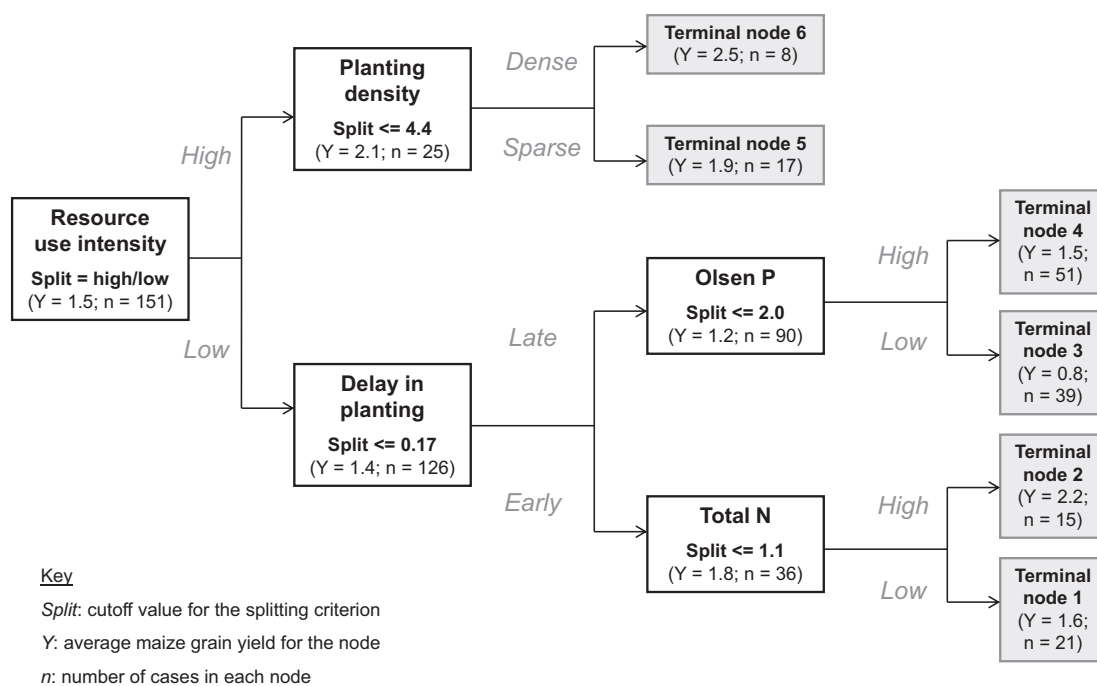 Planting
density
Split <= 4.4
(Y = 2.1; n = 25)
Dense
Sparse
Terminal node 6
(Y = 2.5; n = 8)
Terminal node 5
(Y = 1.9; n = 17)
High
Resource
use intensity
Split = high/low
(Y = 1.5; n = 151)
Low
Delay in
planting
Split <= 0.17
(Y = 1.4; n = 126)
Late
Early
Olsen P
Split <= 2.0
(Y = 1.2; n = 90)
High
Low
Terminal
node 4
(Y = 1.5;
n = 51)
Terminal
node 3
(Y = 0.8;
n = 39)
Total N
Split <= 1.1
(Y = 1.8; n = 36)
High
Low
Terminal
node 2
(Y = 2.2;
n = 15)
Terminal
node 1
(Y = 1.6;
n = 21)
Key
Split: cutoff value for the splitting criterion
Y: average maize grain yield for the node
n: number of cases in each node